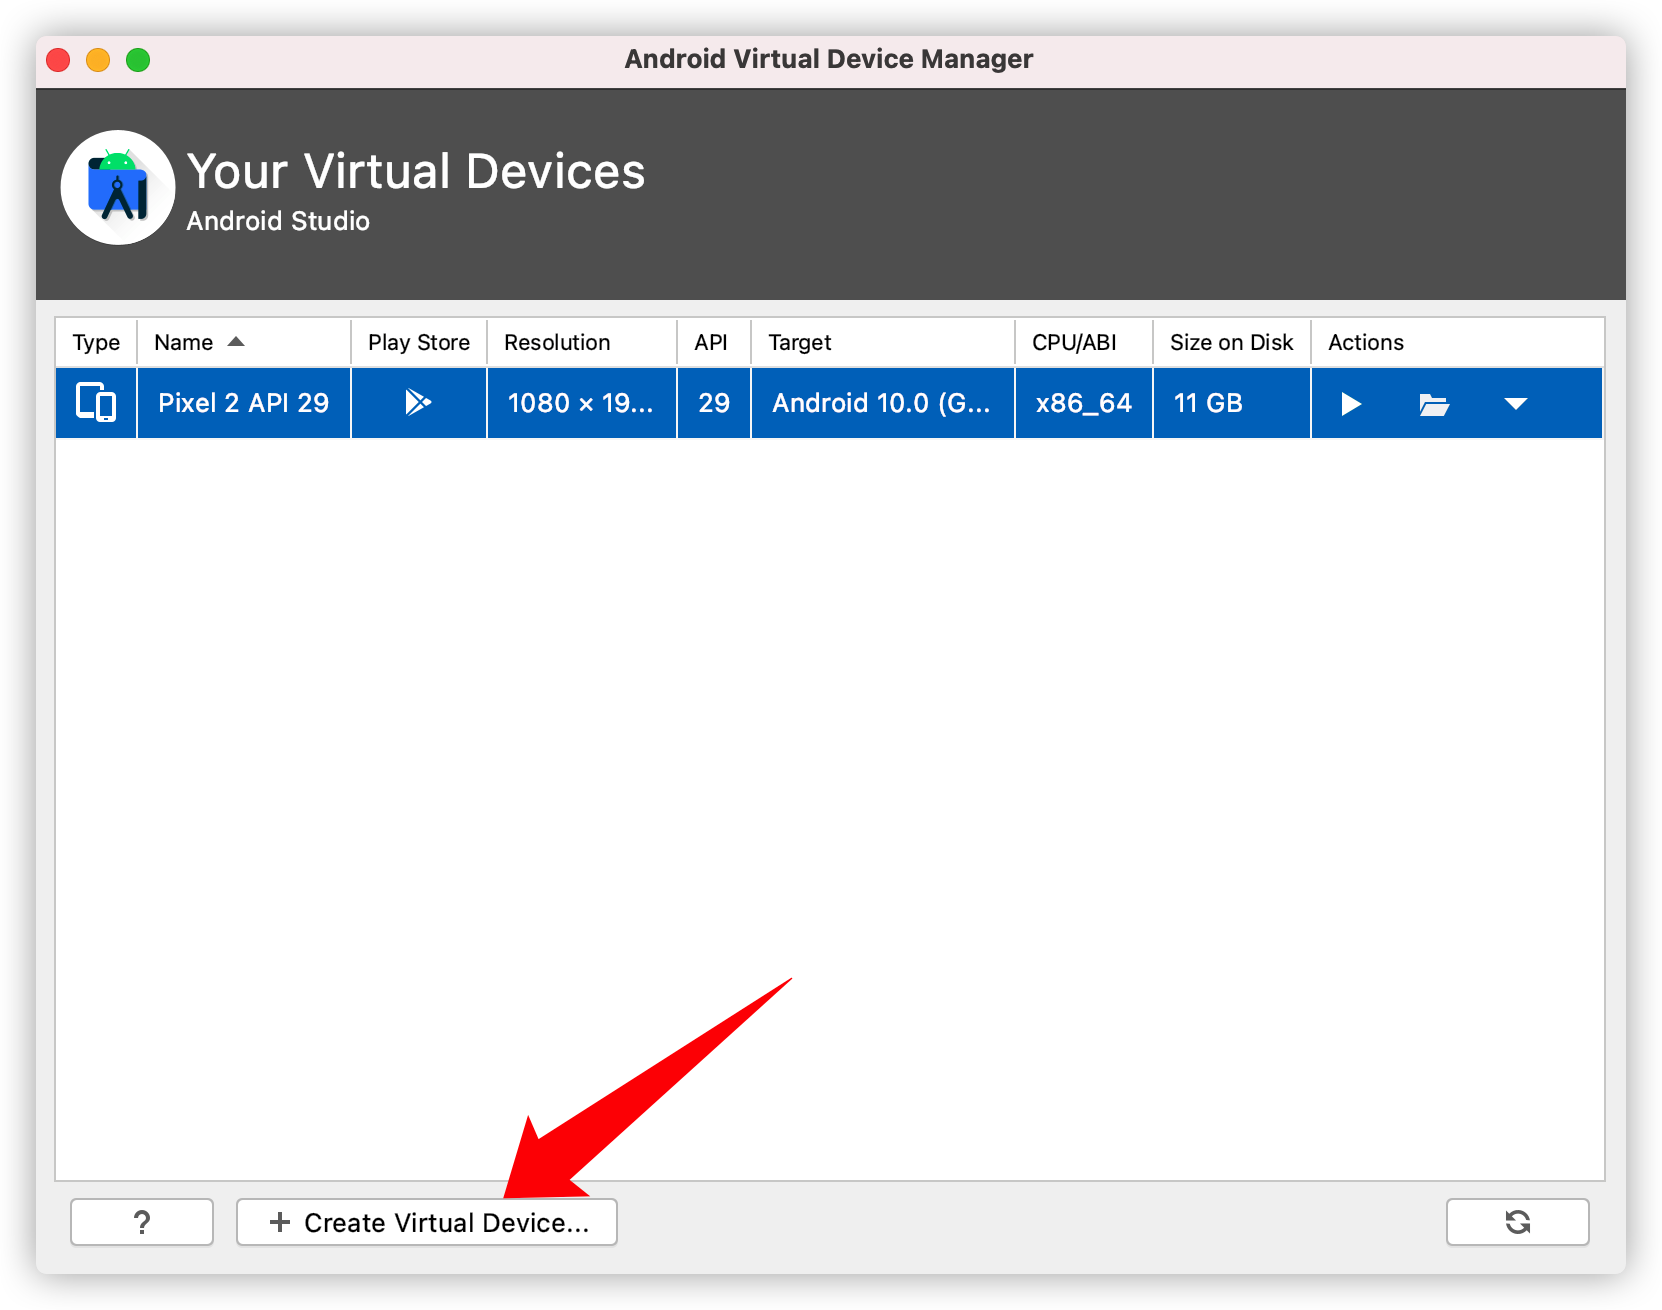 Android Virtual Device Manager
Your Virtual Devices
Android Studio
Type Name Play Store Resolution API Target CPU/ABI Size on Disk Actions
Pixel 2 API 29 1080 × 19... 29 Android 10.0 (G... x86_64 11 GB
? + Create Virtual Device...